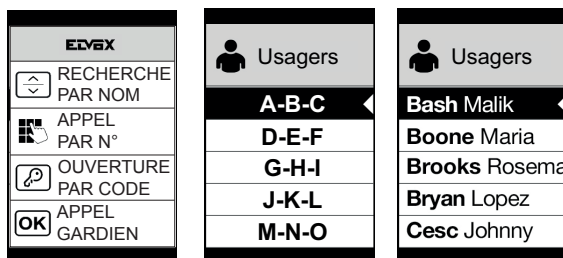 ELVOX
RECHERCHE
PAR NOM
APPEL
PAR N°
OUVERTURE
PAR CODE
OK
APPEL
GARDIEN
Usagers
A-B-C
D-E-F
G-H-I
J-K-L
M-N-O
Usagers
Bash Malik
Boone Maria
Brooks Rosema
Bryan Lopez
Cesc Johnny